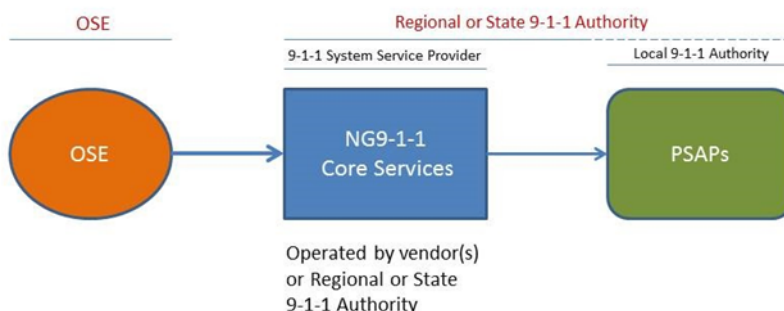 OSE
Regional or State 9-1-1 Authority
9-1-1 System Service Provider
Local 9-1-1 Authority
OSE
NG9-1-1
Core Services
PSAPs
Operated by vendor(s)
or Regional or State
9-1-1 Authority